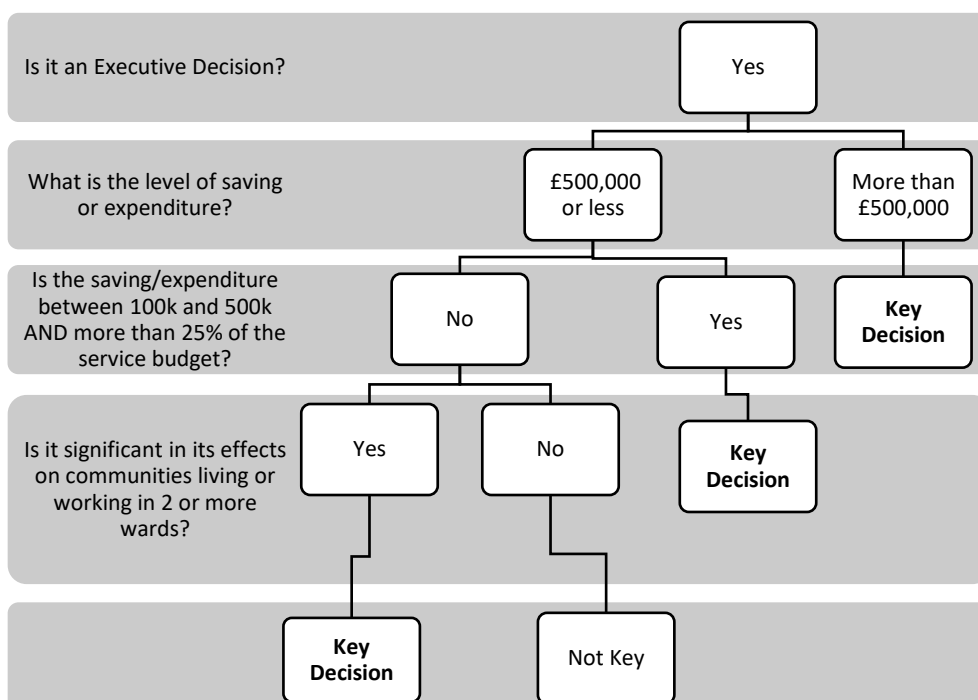 Is it an Executive Decision?
Yes
What is the level of saving
or expenditure?
£500,000
or less
More than
£500,000
Is the saving/expenditure
between 100k and 500k
AND more than 25% of the
service budget?
No
Yes
Key
Decision
Is it significant in its effects
on communities living or
working in 2 or more
wards?
Yes
No
Key
Decision
Key
Decision
Not Key